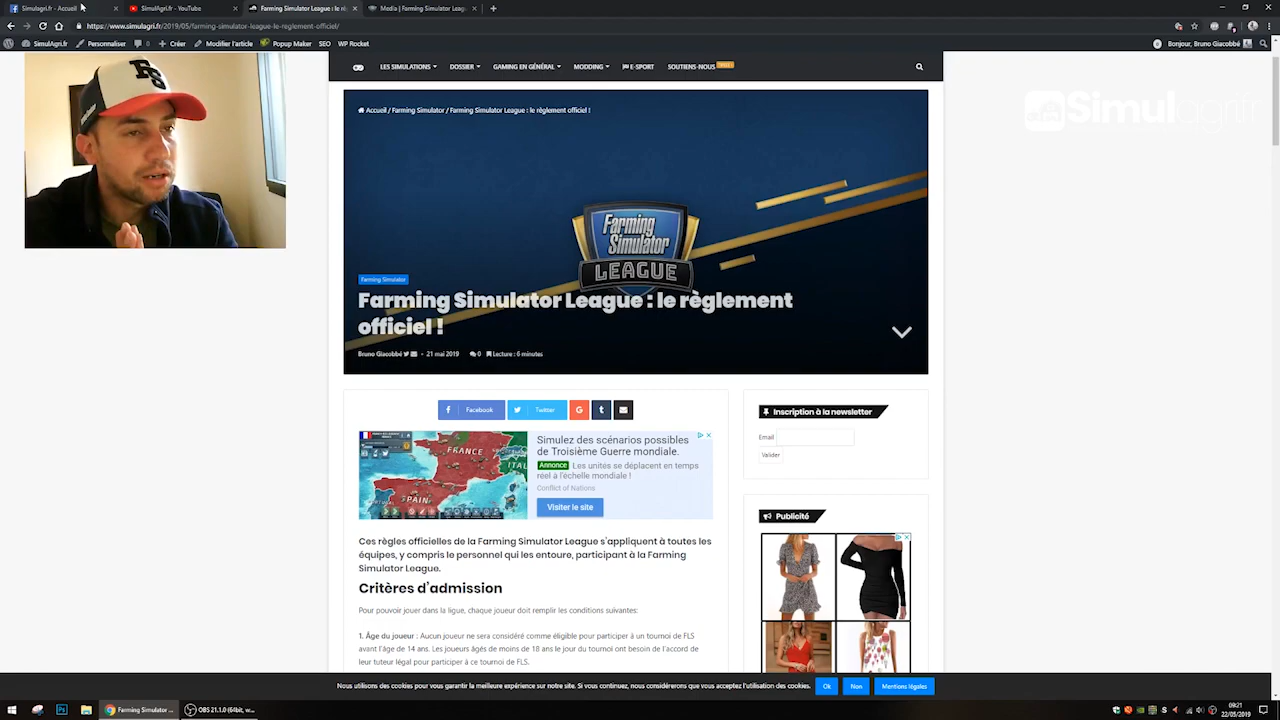 Simulagri.fr - Accueil
SimulAgri.fr - YouTube
Farming Simulator League : le rè
Media | Farming Simulator Leag
https://www.simulagri.fr/2019/05/farming-simulator-league-le-reglement-officiel/
SimulAgri.fr
Personnaliser
0
Créer
Modifier l'article
Popup Maker
SEO
WP Rocket
0
Bonjour, Bruno Giacobbé
LES SIMULATIONS
DOSSIER
GAMING EN GÉNÉRAL
MODDING
E-SPORT
SOUTIENS-NOUS
Accueil / Farming Simulator / Farming Simulator League : le règlement officiel !
Simulagri.fr
Farming
Simulator
LEAGUE
Farming Simulator
Farming Simulator League : le règlement
officiel !
Bruno Giacobbé
21 mai 2019
0
Lecture : 6 minutes
Facebook
Twitter
G
t
Inscription à la newsletter
Email
Valider
FRANCE
ITAL
SPAIN
PORTUGAL
Simulez des scénarios possibles
de Troisième Guerre mondiale.
Annonce Les unités se déplacent en temps
réel à l'echelle mondiale !
Conflict of Nations
Visiter le site
Publicité
Ces règles officielles de la Farming Simulator League s'appliquent à toutes les
équipes, y compris le personnel qui les entoure, participant à la Farming
Simulator League.
Critères d'admission
Pour pouvoir jouer dans la ligue, chaque joueur doit remplir les conditions suivantes:
1. Âge du joueur : Aucun joueur ne sera considéré comme éligible pour participer à un tournoi de FLS
avant l'âge de 14 ans. Les joueurs âgés de moins de 18 ans le jour du tournoi ont besoin de l'accord de
leur tuteur légal pour participer à ce tournoi de FLS.
Nous utilisons des cookies pour vous garantir la meilleure expérience sur notre site. Si vous continuez, nous considérerons que vous acceptez l'utilisation des cookies.
Ok
Non
Mentions légales
Farming Simulator ...
OBS 21.1.0 (64bit, w...
09:21
22/05/2019